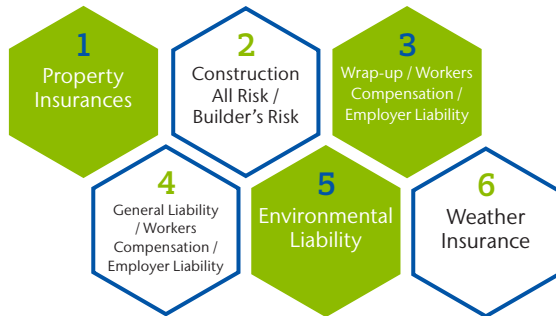 1
Property
Insurances
2
Construction
All Risk /
Builder’s Risk
3
Wrap-up / Workers
Compensation /
Employer Liability
4
General Liability
/ Workers
Compensation /
Employer Liability
5
Environmental
Liability
6
Weather
Insurance